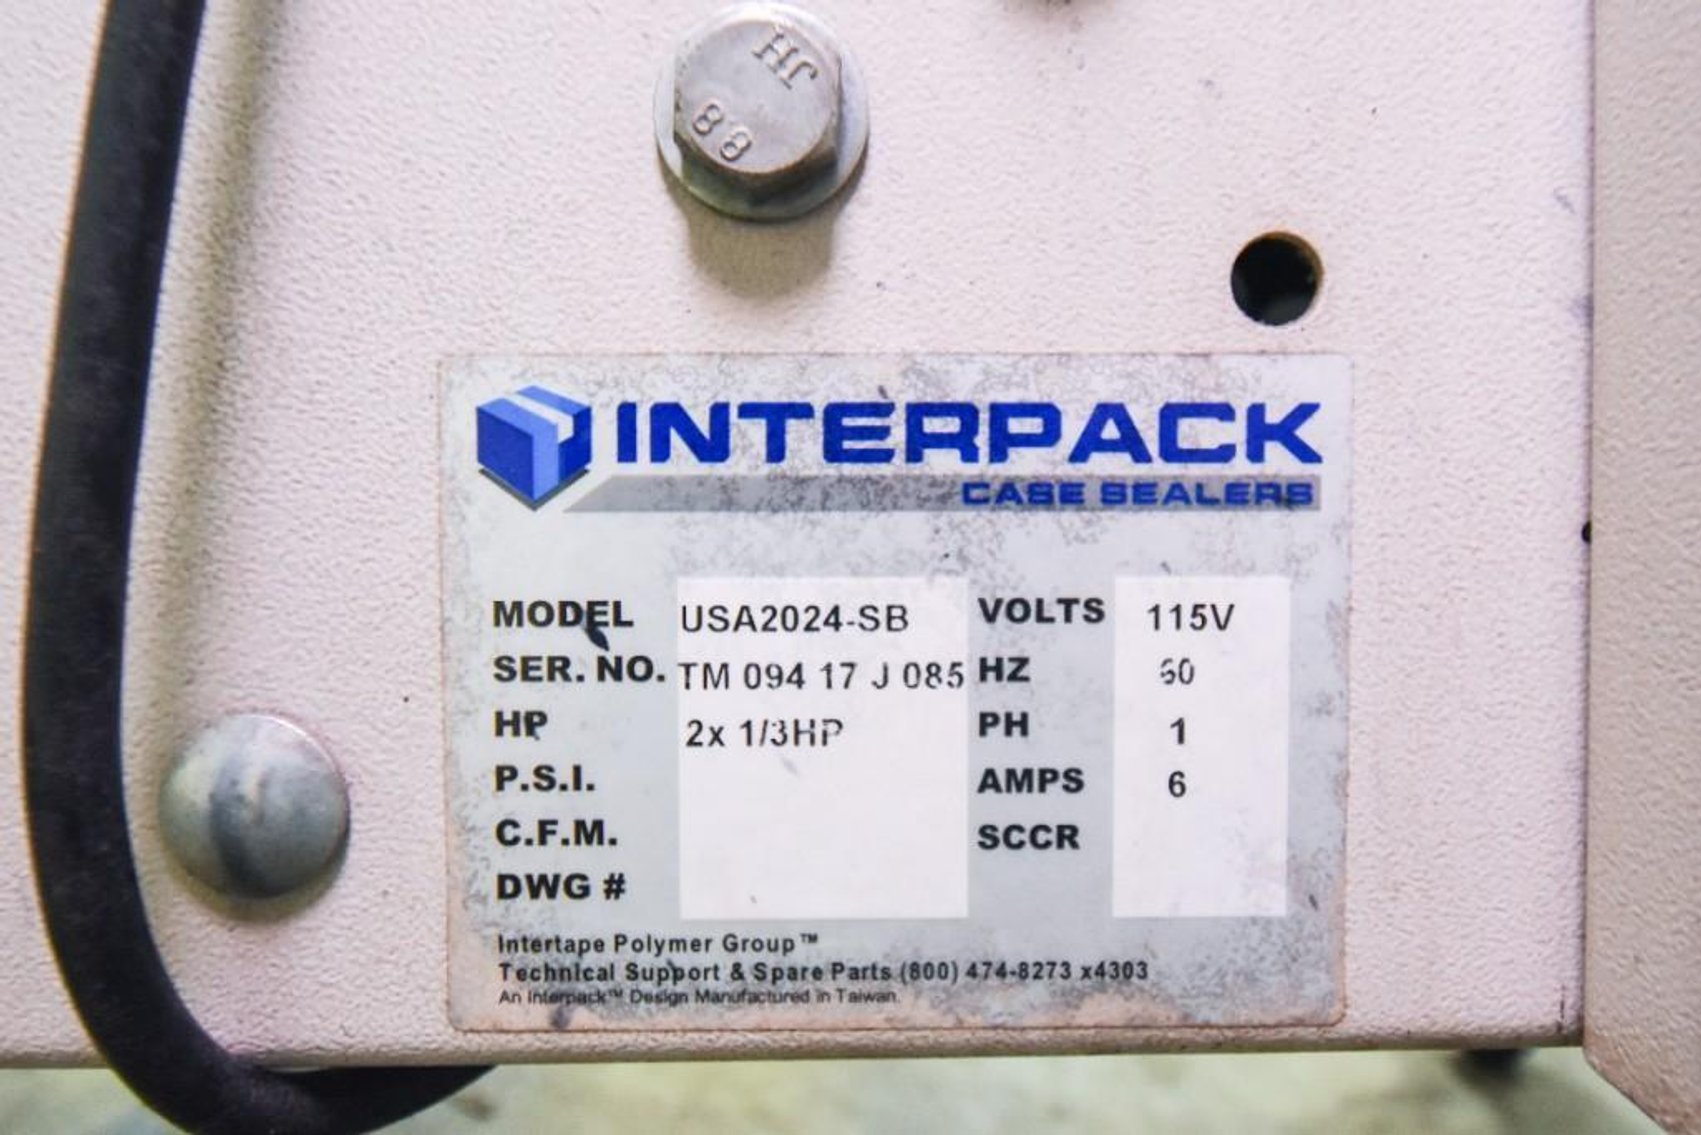 JH
88
INTERPACK
CASE SEALERS
MODEL USA2024-SB VOLTS 115V
SER. NO. TM 094 17 J 085 HZ 60
HP 2x 1/3HP PH 1
P.S.I. AMPS 6
C.F.M. SCCR
DWG #
Intertape Polymer Group™
Technical Support & Spare Parts (800) 474-8273 x4303
An Interpack™ Design Manufactured in Taiwan.